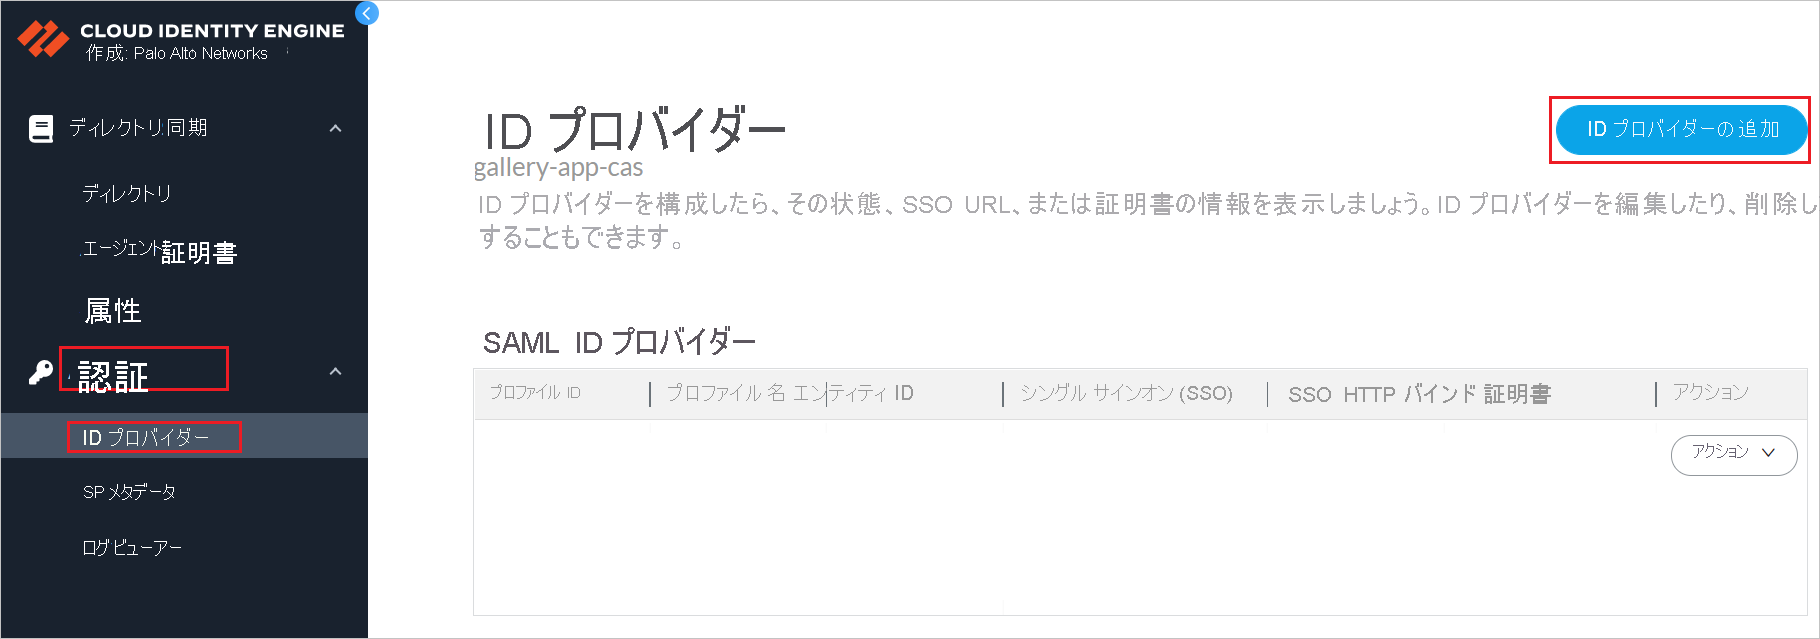 CLOUD IDENTITY ENGINE
作成: Palo Alto Networks
ディレクトリ同期
ディレクトリ
エージェント証明書
属性
認証
ID プロバイダー
SP メタデータ
ログ ビューアー
ID プロバイダー
ID プロバイダーの追加
gallery-app-cas
ID プロバイダーを構成したら、その状態、SSO URL、または証明書の情報を表示しましょう。ID プロバイダーを編集したり、削除し
することもできます。
SAML ID プロバイダー
プロファイル ID プロファイル 名 エンティティ ID シングル サインオン (SSO) SSO HTTP バインド 証明書 アクション
アクション